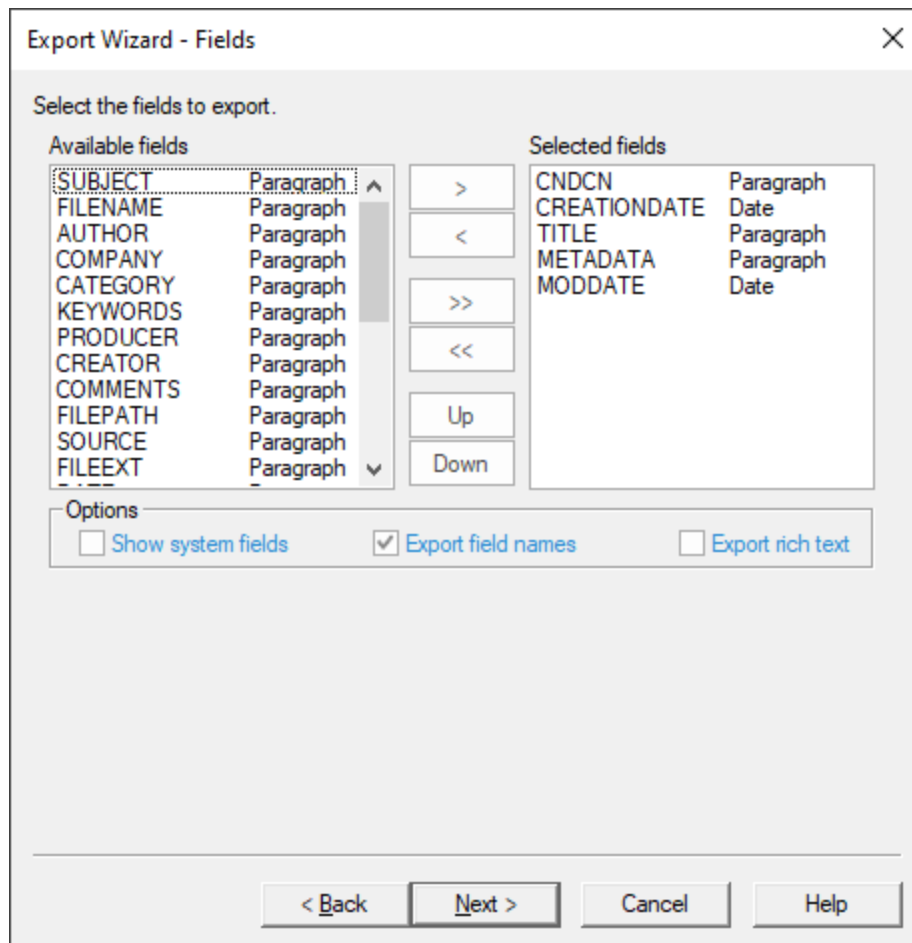 Export Wizard - Fields
Select the fields to export.
Available fields
SUBJECT Paragraph
FILENAME Paragraph
AUTHOR Paragraph
COMPANY Paragraph
CATEGORY Paragraph
KEYWORDS Paragraph
PRODUCER Paragraph
CREATOR Paragraph
COMMENTS Paragraph
FILEPATH Paragraph
SOURCE Paragraph
FILEEXT Paragraph
>
<
>>
<<
Up
Down
Selected fields
CNDCN Paragraph
CREATIONDATE Date
TITLE Paragraph
METADATA Paragraph
MODDATE Date
Options
Show system fields Export field names Export rich text
< Back Next > Cancel Help